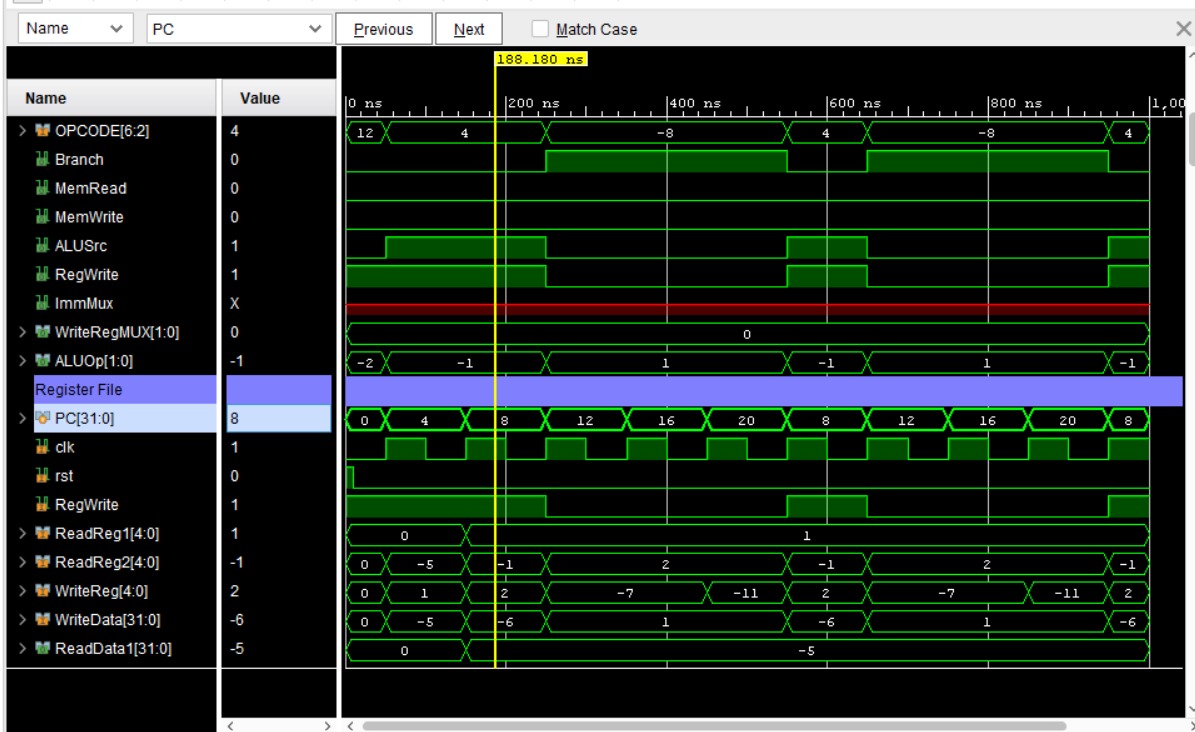 Name PC Previous Next Match Case
188.180 ns
Name Value 0 ns 200 ns 400 ns 600 ns 800 ns 1,00
OPCODE[6:2] 4 12 4 -8 4 -8 4
Branch 0
MemRead 0
MemWrite 0
ALUSrc 1
RegWrite 1
ImmMux X
WriteRegMUX[1:0] 0 0
ALUOp[1:0] -1 -2 -1 1 -1 1 -1
Register File
PC[31:0] 8 0 4 8 12 16 20 8 12 16 20 8
clk 1
rst 0
RegWrite 1
ReadReg1[4:0] 1 0 1
ReadReg2[4:0] -1 0 -5 -1 2 -1 2 -1
WriteReg[4:0] 2 0 1 2 -7 -11 2 -7 -11 2
WriteData[31:0] -6 0 -5 -6 1 -6 1 -6
ReadData1[31:0] -5 0 -5